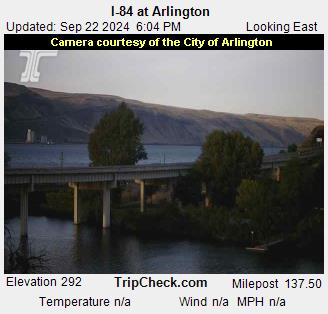 I-84 at Arlington
Updated: Sep 22 2024 6:04 PM Looking East
Camera courtesy of the City of Arlington
Elevation 292 TripCheck.com Milepost 137.50
Temperature n/a Wind n/a MPH n/a